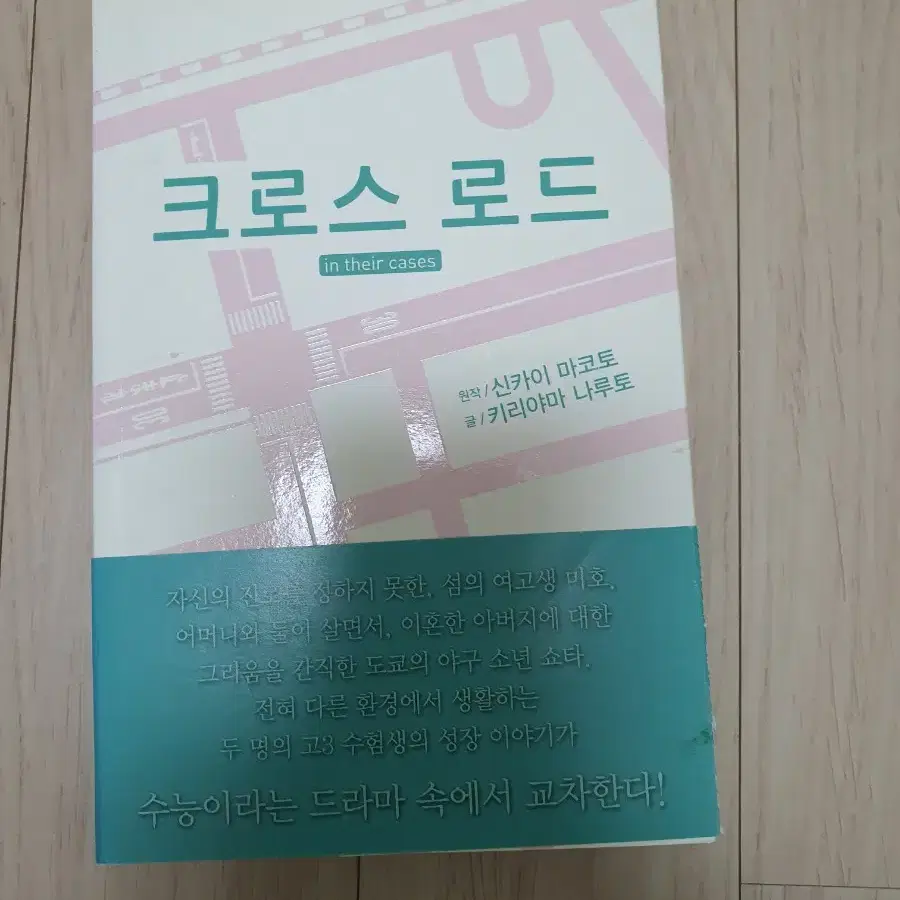 크로스 로드
in their cases
원작 / 신카이 마코토
글 / 키리야마 나루토
자신의 정하지 못한, 섬의 여고생 미호.
어머니와 둘이 살면서, 이혼한 아버지에 대한
그리움을 간직한 도쿄의 야구 소년 쇼타.
전혀 다른 환경에서 생활하는
두 명의 고3 수험생의 성장 이야기가
수능이라는 드라마 속에서 교차한다!